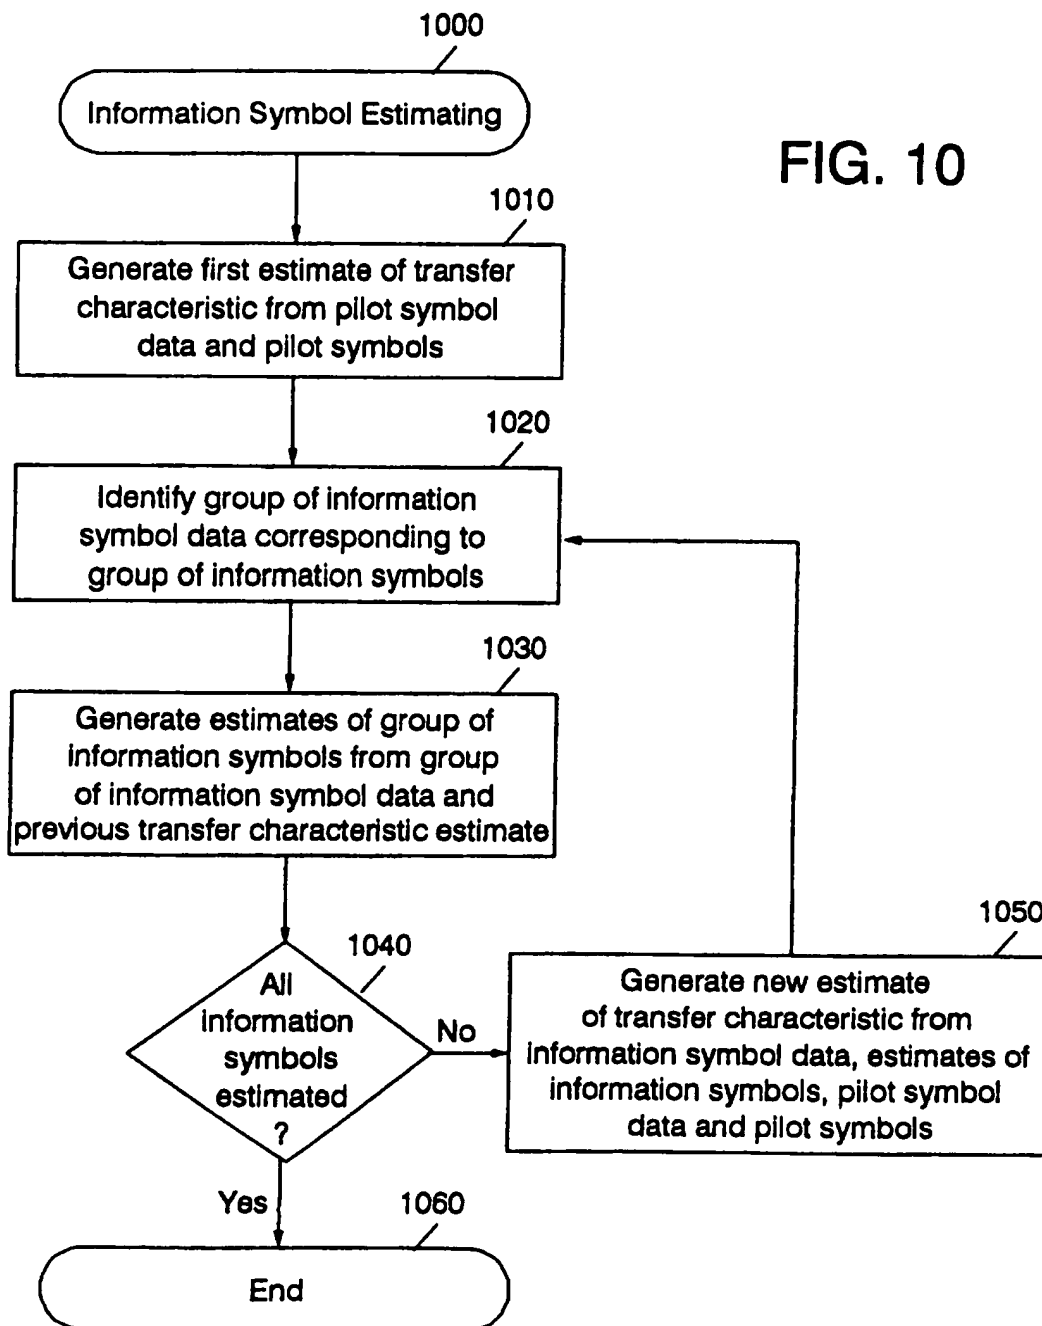 1000
Information Symbol Estimating
FIG. 10
1010
Generate first estimate of transfer
characteristic from pilot symbol
data and pilot symbols
1020
Identify group of information
symbol data corresponding to
group of information symbols
1030
Generate estimates of group of
information symbols from group
of information symbol data and
previous transfer characteristic estimate
1040
All
information
symbols
estimated
?
No
1050
Generate new estimate
of transfer characteristic from
information symbol data, estimates of
information symbols, pilot symbol
data and pilot symbols
Yes
1060
End